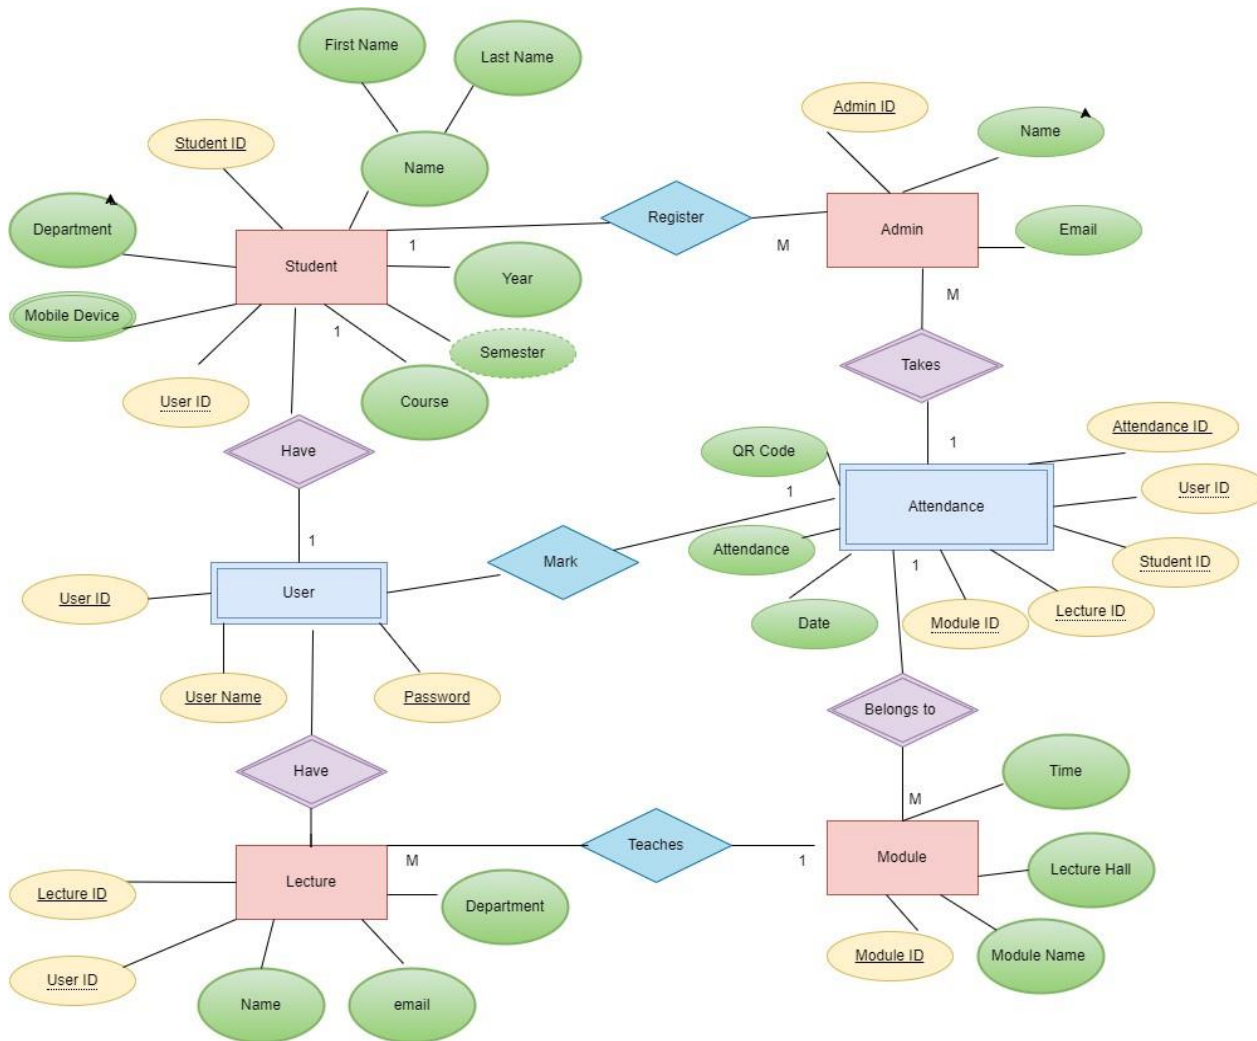 First Name
Last Name
Admin ID
Name
Student ID
Name
Department
Register
Admin
Email
1
M
Student
Year
M
Mobile Device
1
Semester
Takes
User ID
Course
Attendance ID
Have
QR Code
1
User ID
1
Attendance
Attendance
Student ID
1
Mark
1
User ID
User
Date
Module ID
Lecture ID
User Name
Password
Belongs to
Have
Time
M
Teaches
M
1
Module
Lecture
Lecture Hall
Lecture ID
Department
Module ID
Module Name
User ID
Name
email